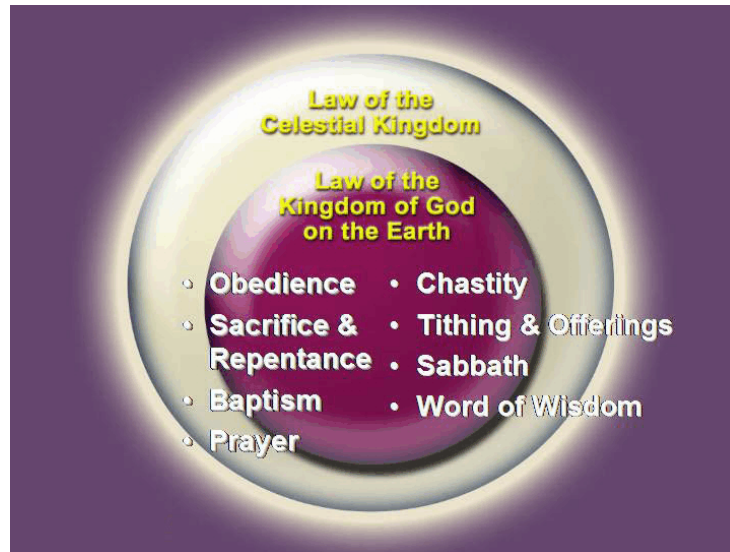 Law of the
Celestial Kingdom
Law of the
Kingdom of God
on the Earth
• Obedience
• Sacrifice &
Repentance
• Baptism
• Prayer
• Chastity
• Tithing & Offerings
• Sabbath
• Word of Wisdom